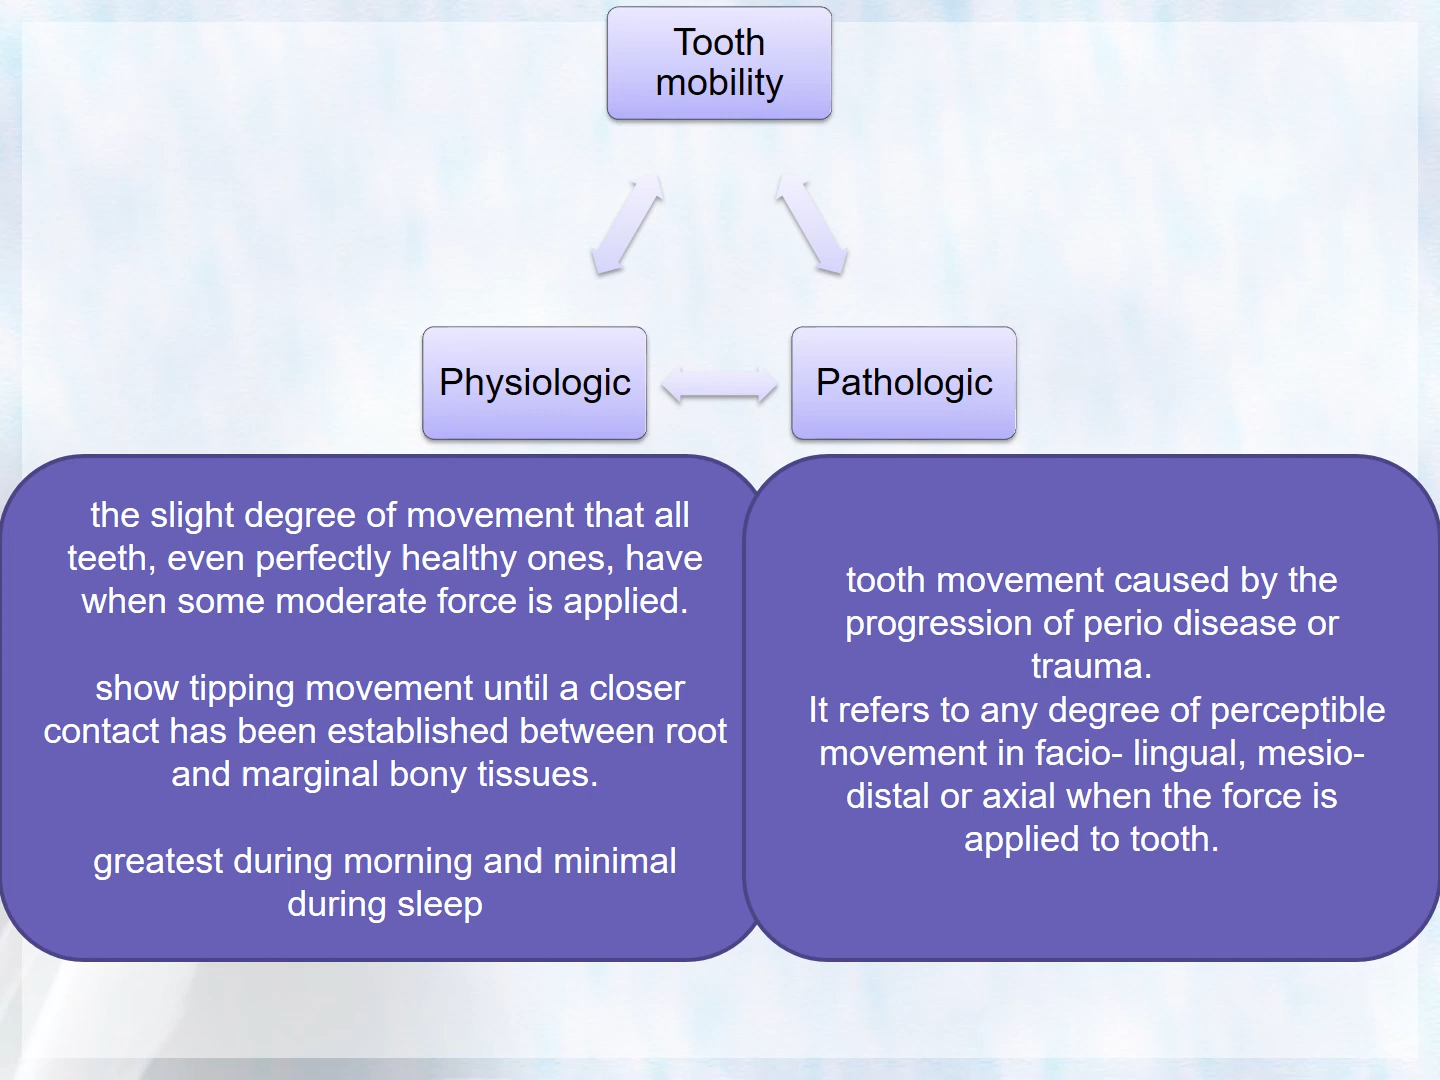 Tooth
mobility
Physiologic
Pathologic
the slight degree of movement that all
teeth, even perfectly healthy ones, have
when some moderate force is applied.
show tipping movement until a closer
contact has been established between root
and marginal bony tissues.
greatest during morning and minimal
during sleep
tooth movement caused by the
progression of perio disease or
trauma.
It refers to any degree of perceptible
movement in facio- lingual, mesio-
distal or axial when the force is
applied to tooth.